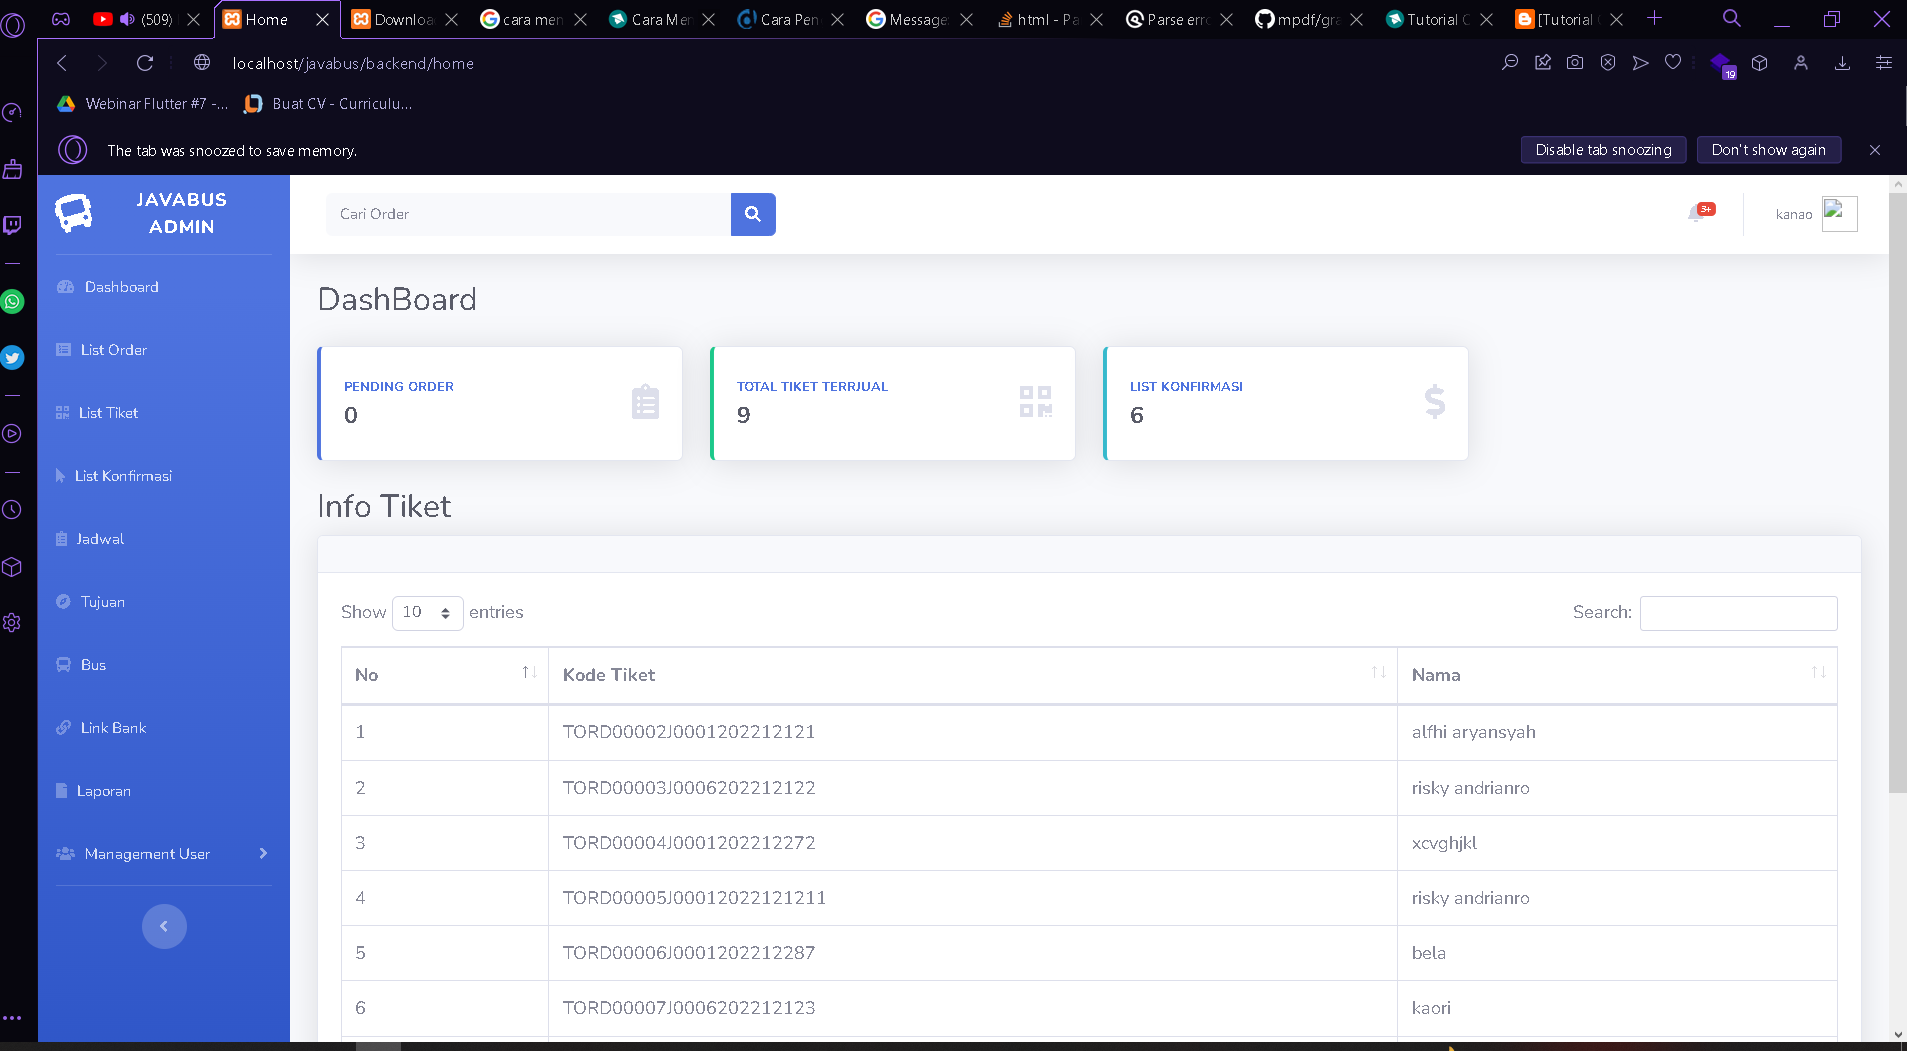 (509)
Home
Downloa
cara men
Cara Men
Cara Pen
Message
html - Pa
Parse erro
mpdf/gra
Tutorial C
[Tutorial
localhost/javabus/backend/home
19
Webinar Flutter #7 -...
Buat CV - Curriculu...
The tab was snoozed to save memory.
Disable tab snoozing
Don't show again
JAVABUS
ADMIN
Cari Order
3+
kanao
Dashboard
List Order
List Tiket
List Konfirmasi
Jadwal
Tujuan
Bus
Link Bank
Laporan
Management User
DashBoard
PENDING ORDER
0
TOTAL TIKET TERRJUAL
9
LIST KONFIRMASI
6
Info Tiket
Show 10 entries
Search:
No Kode Tiket Nama
1 TORD00002J0001202212121 alfhi aryansyah
2 TORD00003J0006202212122 risky andrianro
3 TORD00004J0001202212272 xcvghjkl
4 TORD00005J00012022121211 risky andrianro
5 TORD00006J0001202212287 bela
6 TORD00007J0006202212123 kaori